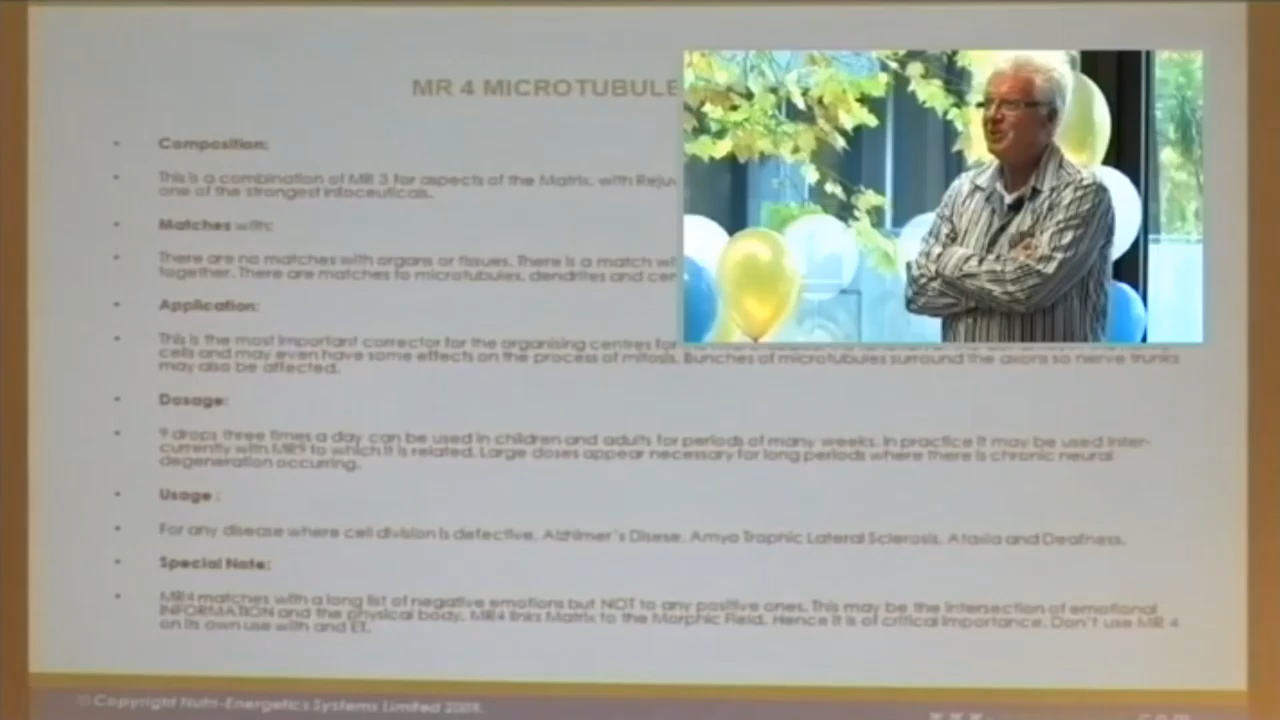 MR 4 MICROTUBULE
• Composition:
• This is a combination of MR 3 for aspects of the Matrix, with Reju
one of the strongest infoceuticals.
• Matches with:
• There are no matches with organs or tissues. There is a match wi
together. There are matches to microtubules, dendrites and cen
• Application:
• This is the most important corrector for the organising centres for
cells and may even have some effects on the process of mitosis. Bunches of microtubules surround the axons so nerve trunks
may also be affected.
• Dosage:
• 9 drops three times a day can be used in children and adults for periods of many weeks. In practice it may be used inter-
currently with MR9 to which it is related. Large doses appear necessary for long periods where there is chronic neural
degeneration occurring.
• Usage :
• For any disease where cell division is defective. Alzhimer's Disese. Amyo Trophic Lateral Sclerosis. Ataxia and Deafness.
• Special Note:
• MR4 matches with a long list of negative emotions but NOT to any positive ones. This may be the intersection of emotional
INFORMATION and the physical body. MR4 links Matrix to the Morphic Field. Hence it is of critical importance. Don't use MR 4
on its own use with and ET.
© Copyright Nutri-Energetics Systems Limited